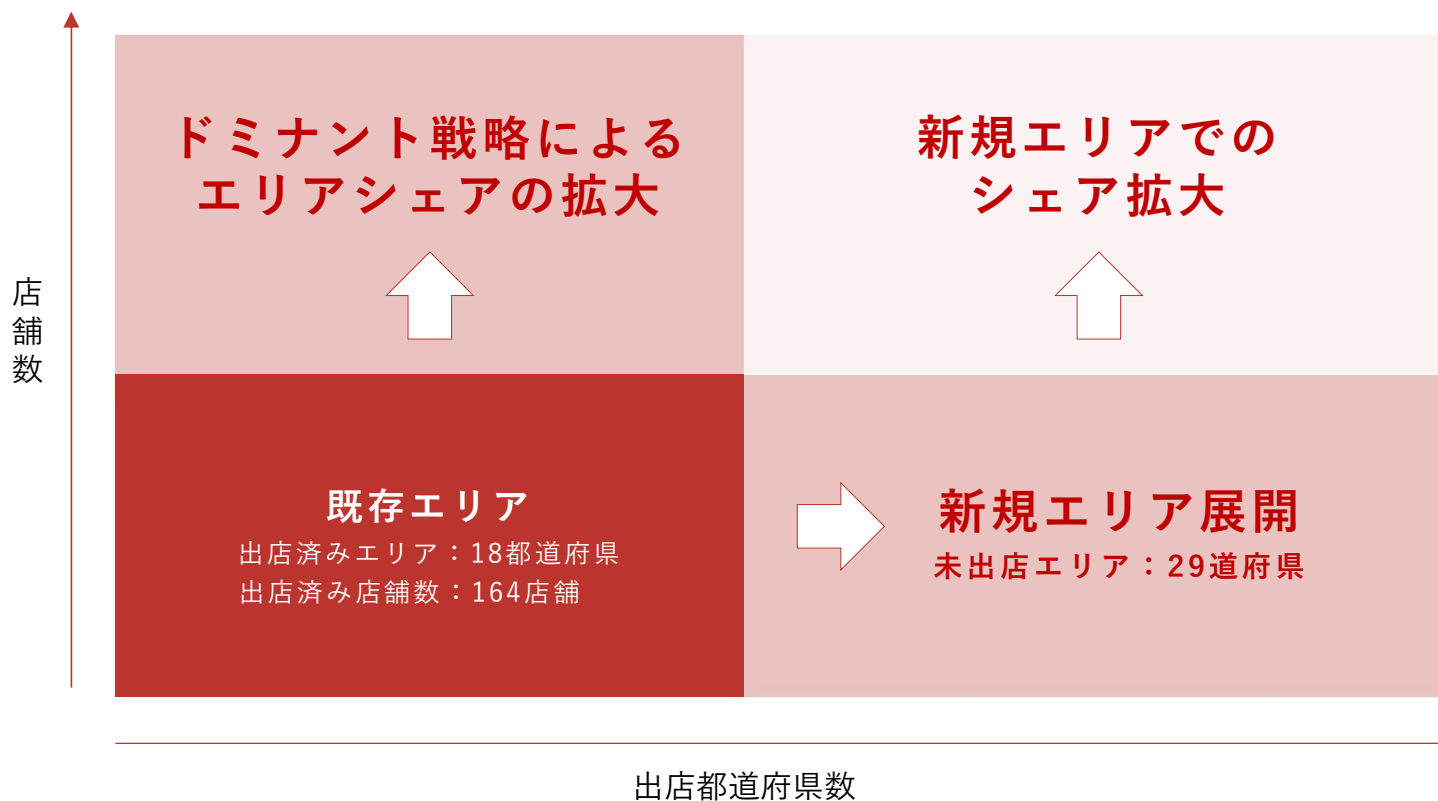 ドミナント戦略による
エリアシェアの拡大
新規エリアでの
シェア拡大
店舗数
既存エリア
出店済みエリア：18都道府県
出店済み店舗数：164店舗
新規エリア展開
未出店エリア：29道府県
出店都道府県数